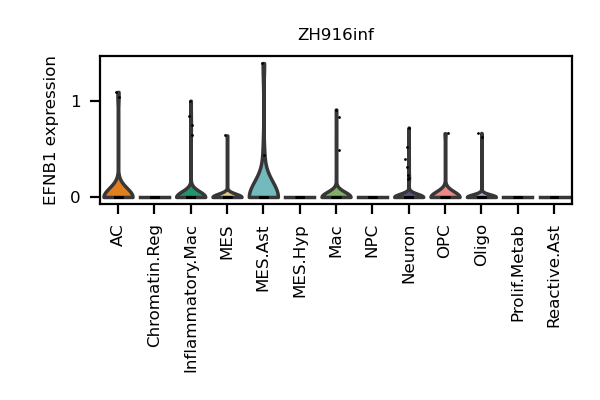 ZH916inf
EFNB1 expression
1
0
AC
Chromatin.Reg
Inflammatory.Mac
MES
MES.Ast
MES.Hyp
Mac
NPC
Neuron
OPC
Oligo
Prolif.Metab
Reactive.Ast